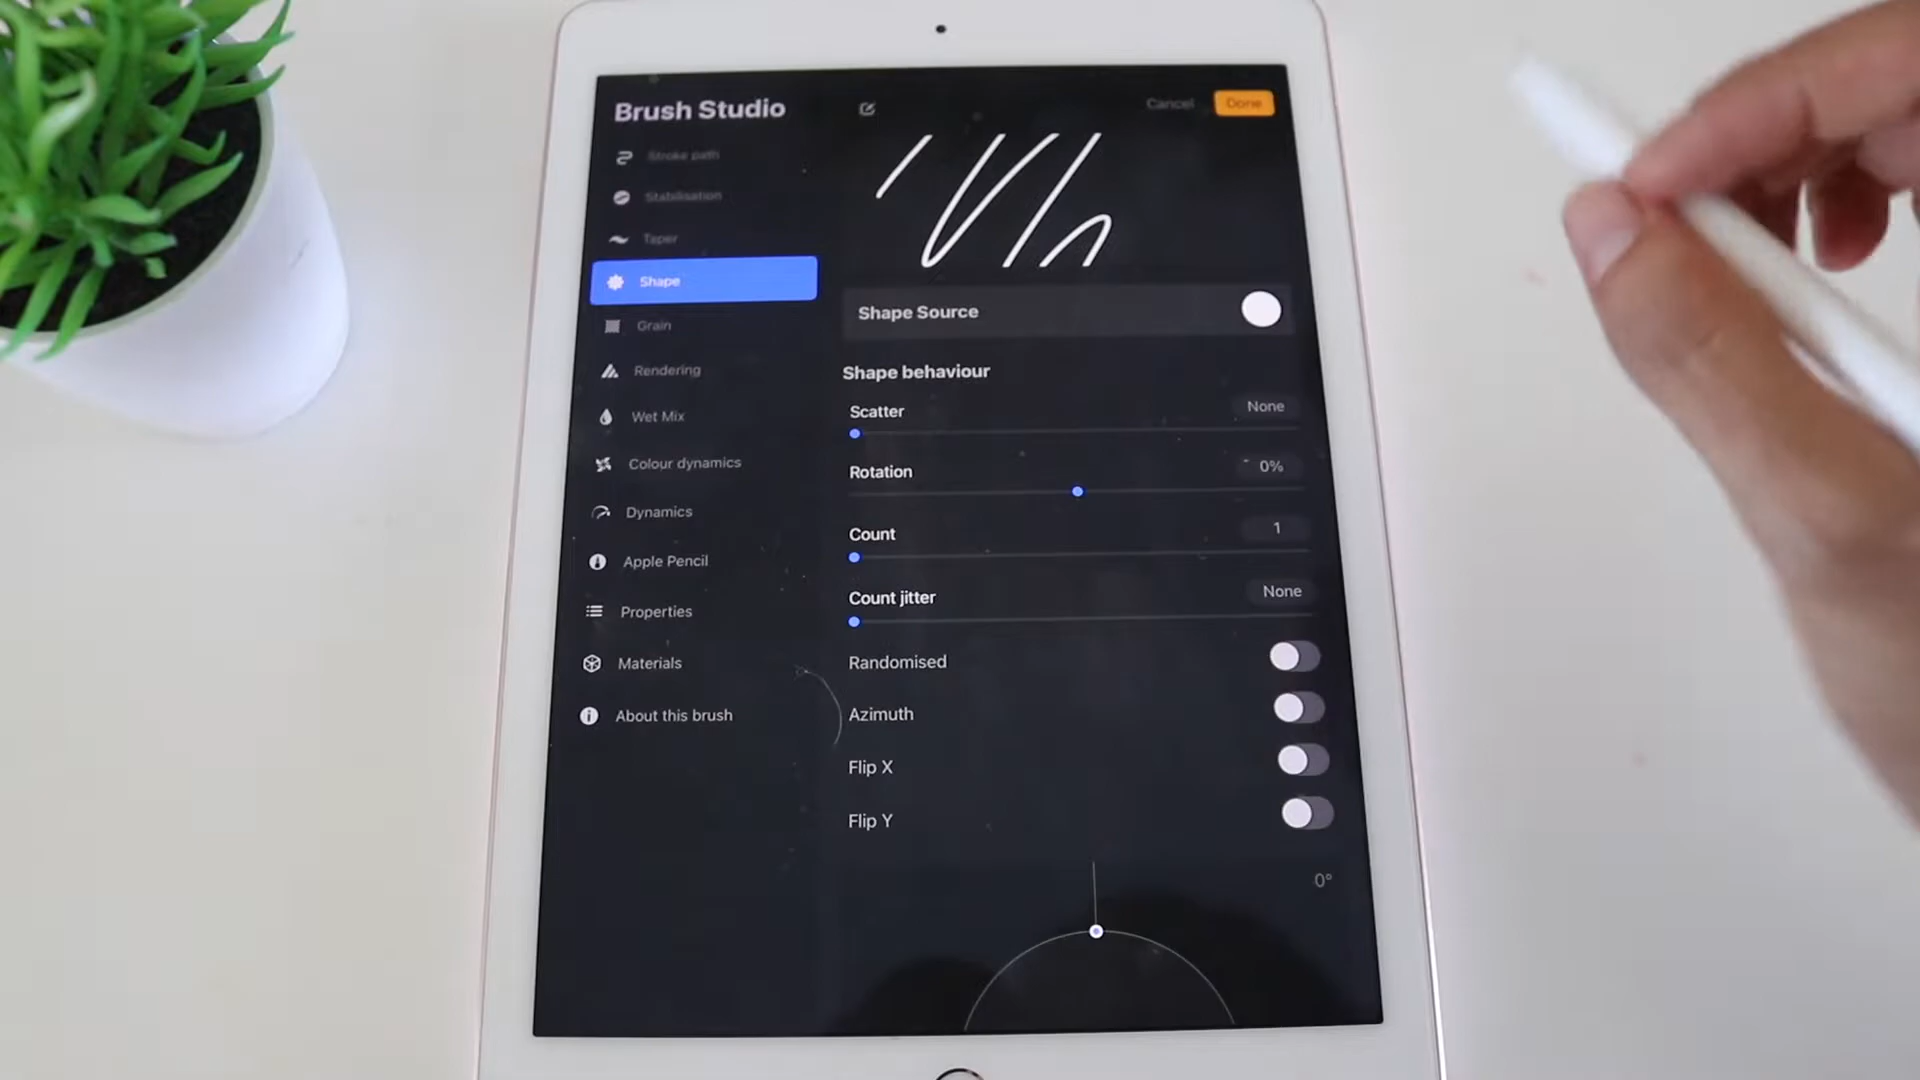 Brush Studio
Cancel
Done
Stroke path
Stabilisation
Taper
Shape
Grain
Rendering
Wet Mix
Colour dynamics
Dynamics
Apple Pencil
Properties
Materials
About this brush
Shape Source
Shape behaviour
Scatter
None
Rotation
0%
Count
1
Count jitter
None
Randomised
Azimuth
Flip X
Flip Y
0°